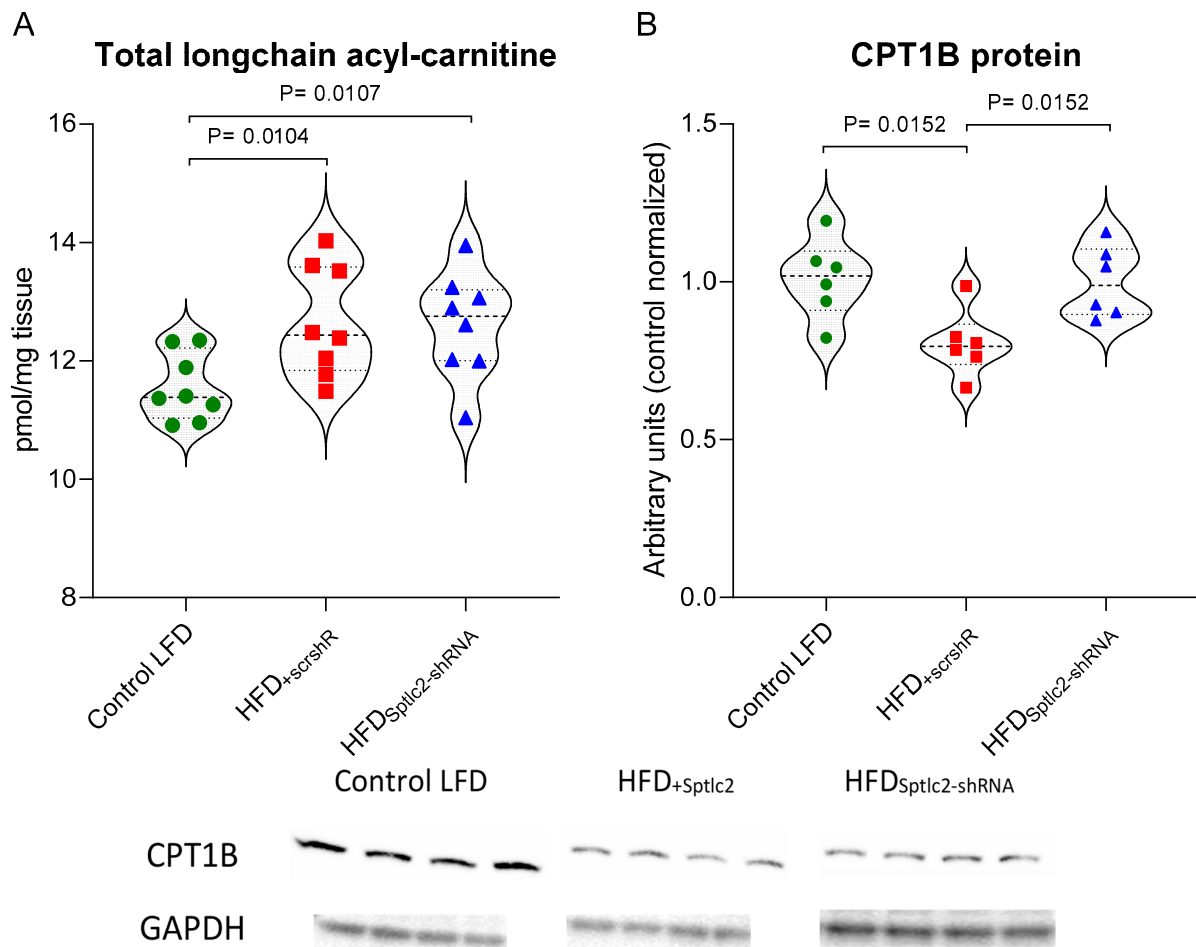 A
Total longchain acyl-carnitine
P= 0.0107
P= 0.0104
pmol/mg tissue
16
14
12
10
8
Control LFD
HFD+scrshR
HFDSptlc2-shRNA
B
CPT1B protein
P= 0.0152
P= 0.0152
Arbitrary units (control normalized)
1.5
1.0
0.5
0.0
Control LFD
HFD+scrshR
HFDSptlc2-shRNA
Control LFD
HFD+Sptlc2
HFDSptlc2-shRNA
CPT1B
GAPDH